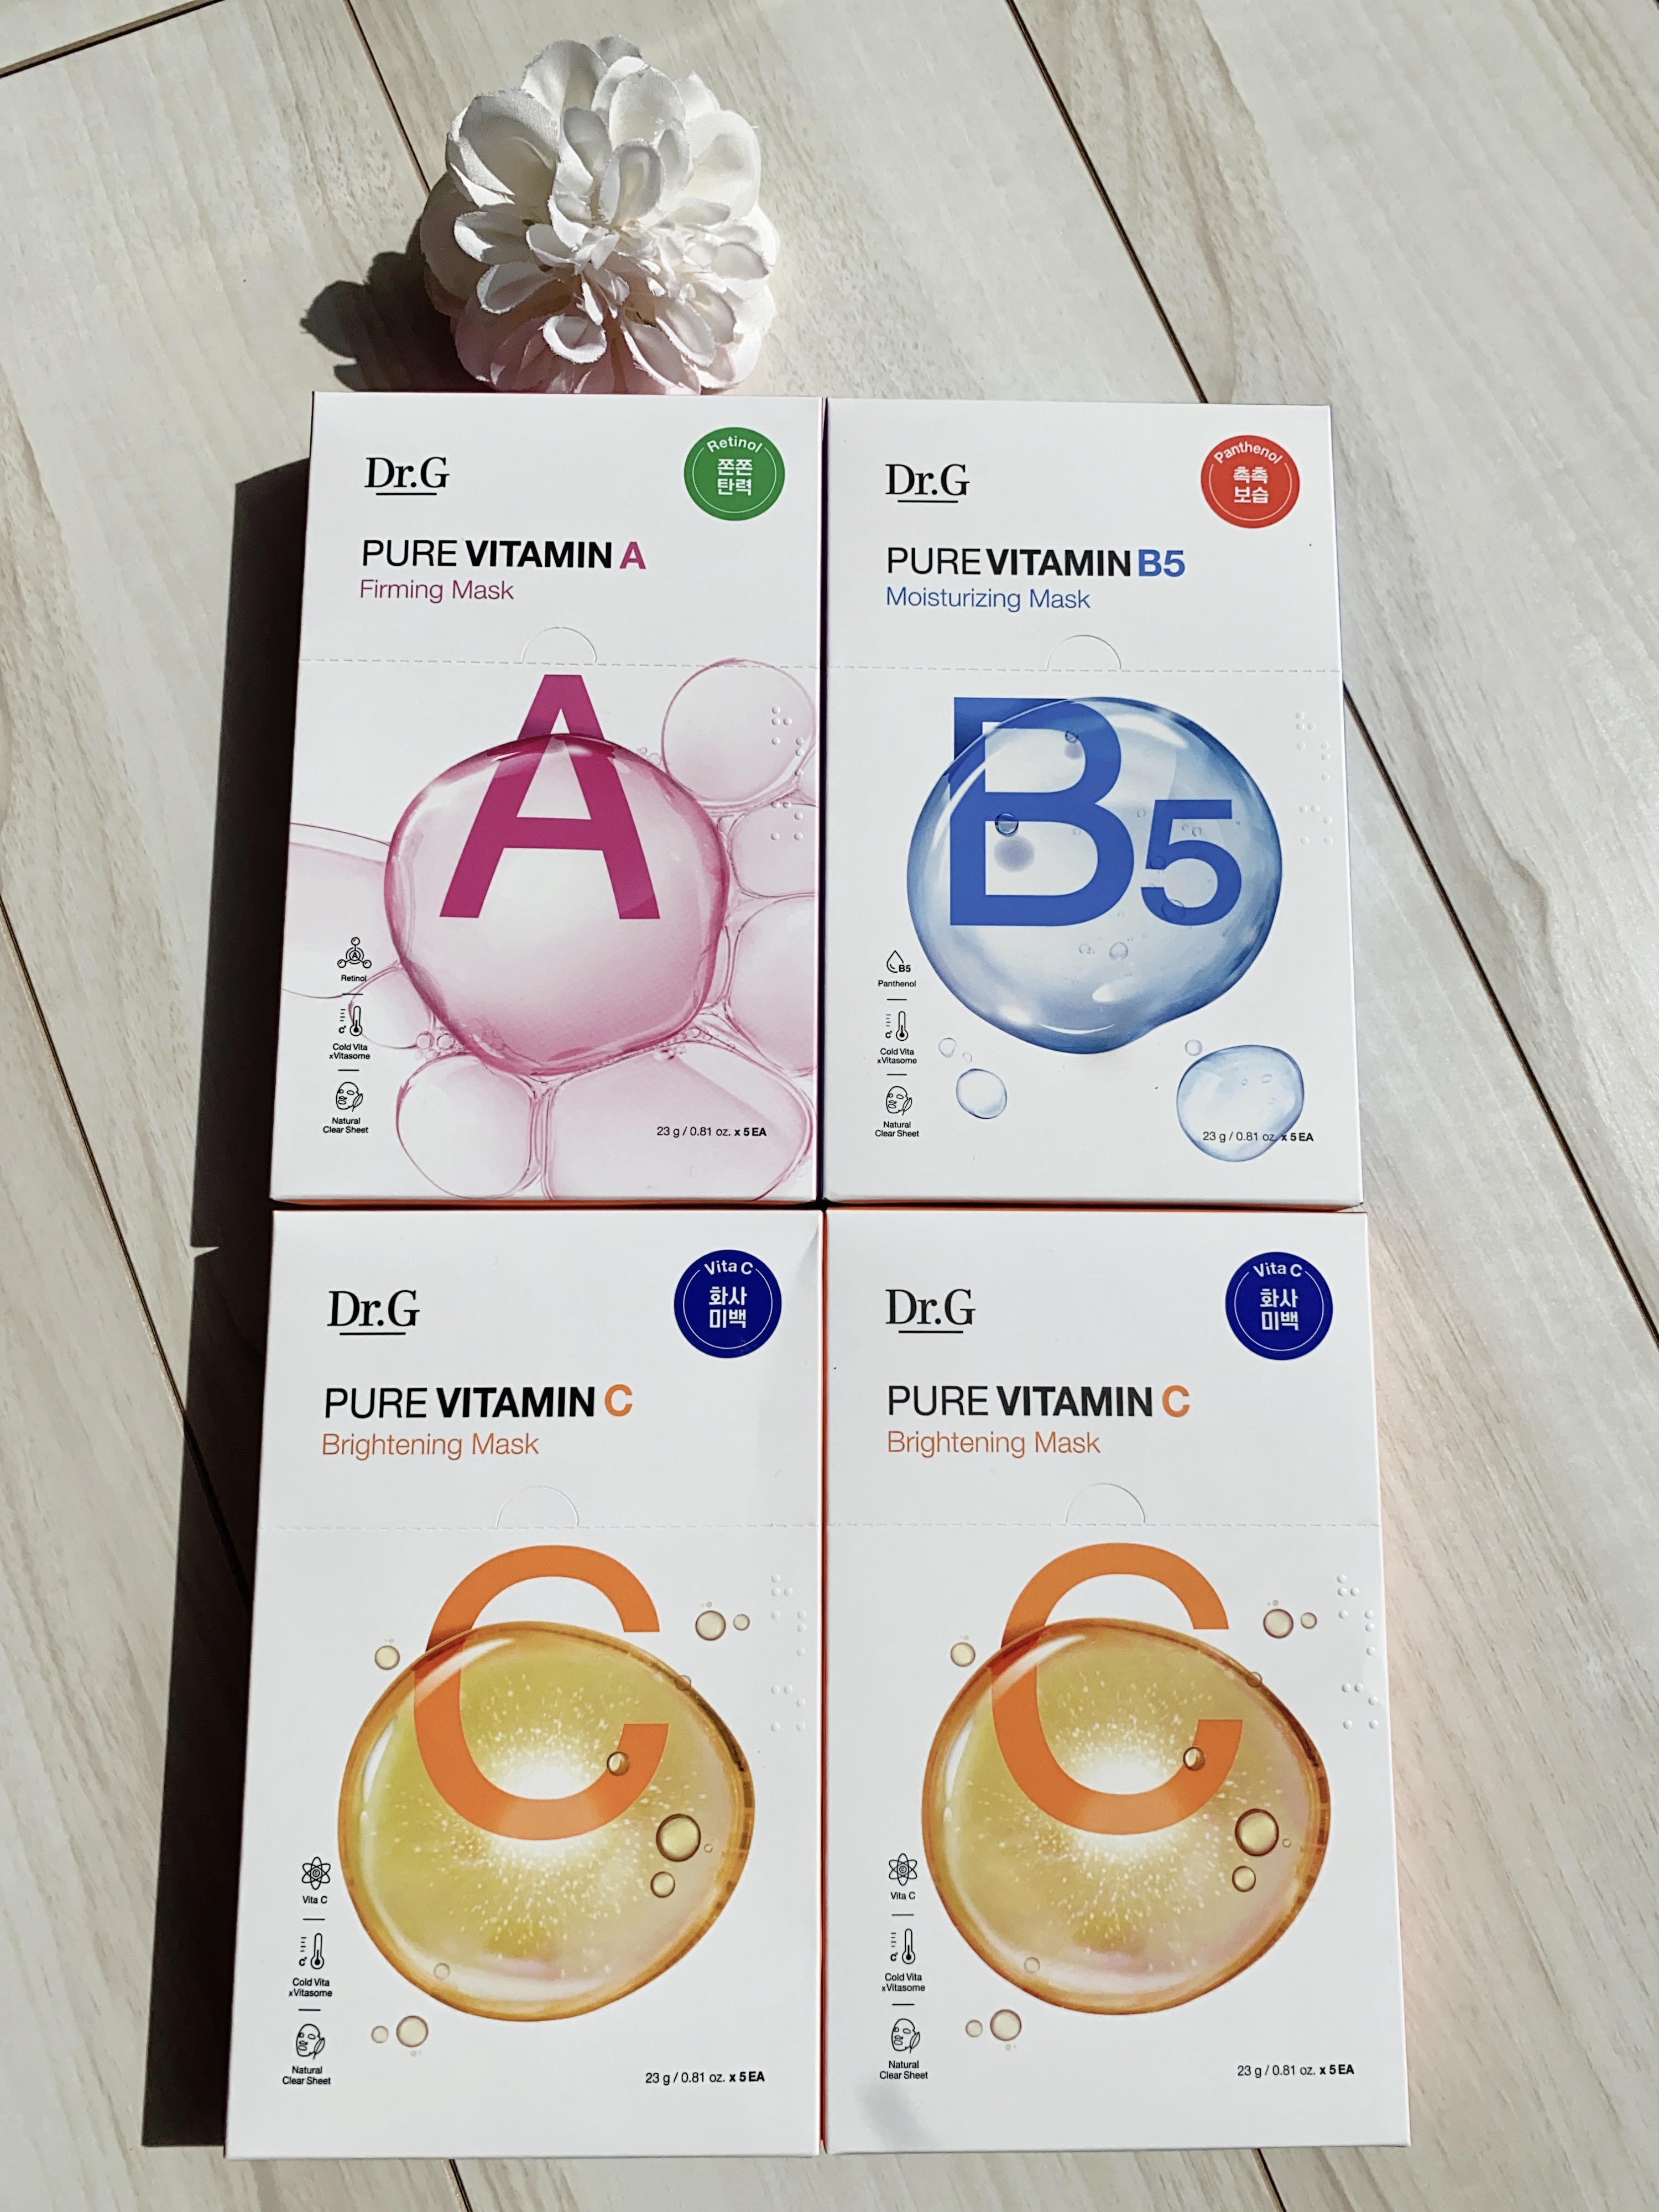 Dr.G
Retinol
쫀쫀
탄력
PURE VITAMIN A
Firming Mask
A
A
Retinol
C°
Cold Vita
xVitasome
Natural
Clear Sheet
23 g / 0.81 oz. x 5 EA
Dr.G
Panthenol
촉촉
보습
PURE VITAMIN B5
Moisturizing Mask
B5
B5
Panthenol
C°
Cold Vita
xVitasome
Natural
Clear Sheet
23 g / 0.81 oz. x 5 EA
Dr.G
Vita C
화사
미백
PURE VITAMIN C
Brightening Mask
C
Vita C
C°
Cold Vita
xVitasome
Natural
Clear Sheet
23 g / 0.81 oz. x 5 EA
Dr.G
Vita C
화사
미백
PURE VITAMIN C
Brightening Mask
C
Vita C
C°
Cold Vita
xVitasome
Natural
Clear Sheet
23 g / 0.81 oz. x 5 EA